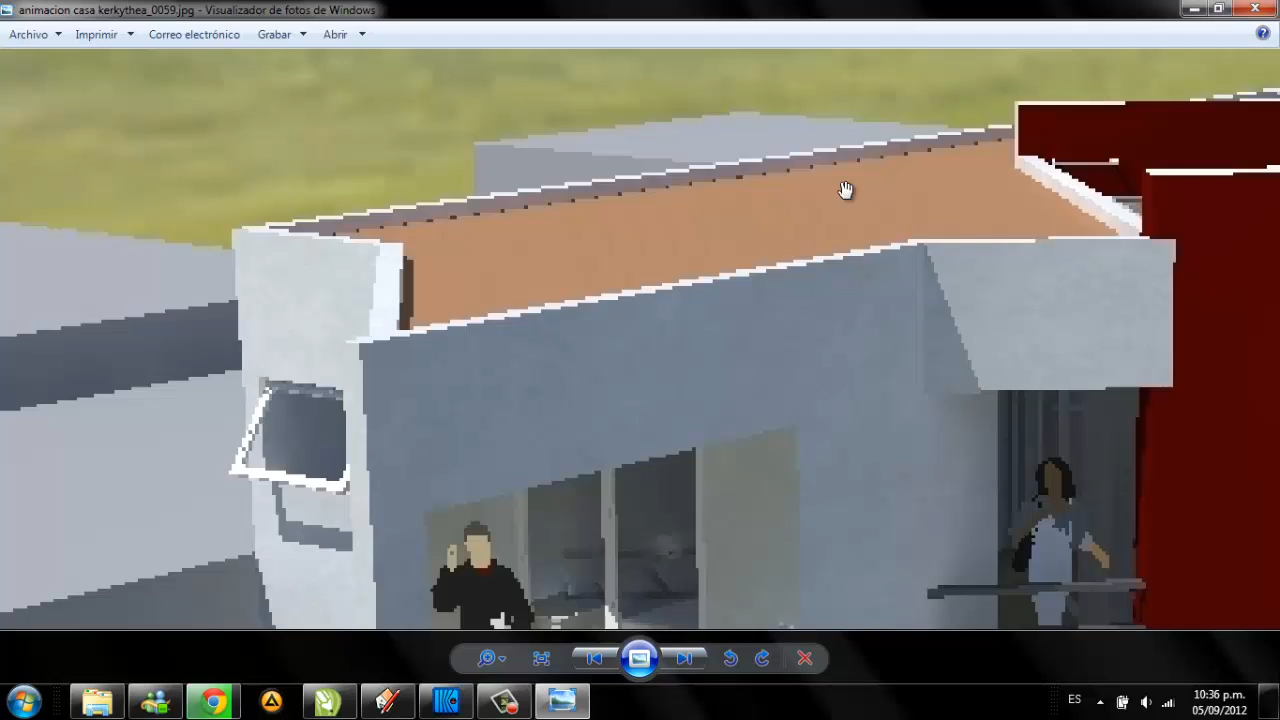 animacion casa kerkythea_0059.jpg - Visualizador de fotos de Windows
Archivo Imprimir Correo electrónico Grabar Abrir
ES 10:36 p.m.
05/09/2012